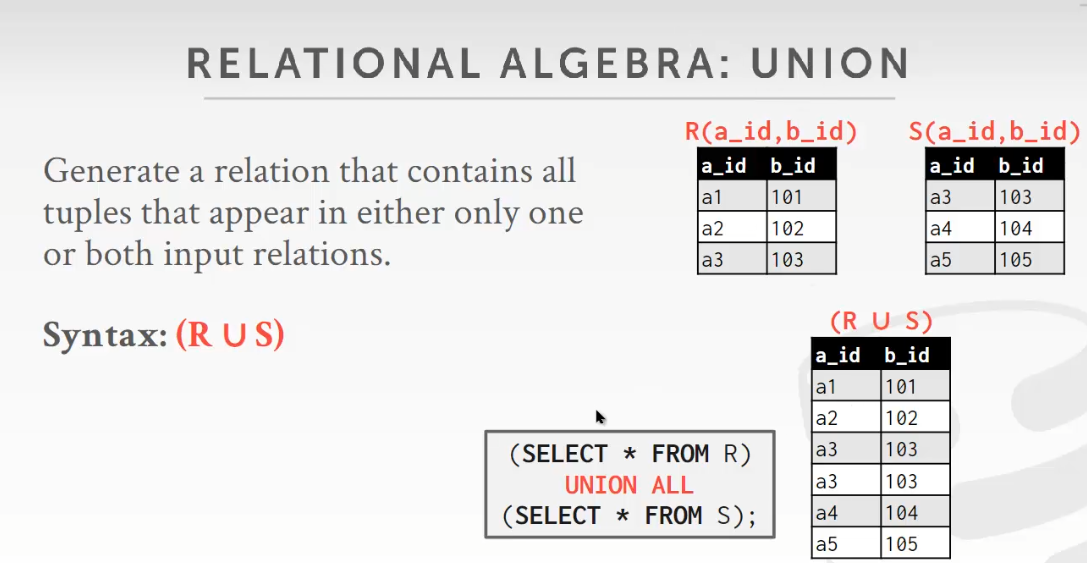 RELATIONAL ALGEBRA: UNION
Generate a relation that contains all
tuples that appear in either only one
or both input relations.
Syntax: (R ∪ S)
R(a_id,b_id)
a_id b_id
a1 101
a2 102
a3 103
S(a_id,b_id)
a_id b_id
a3 103
a4 104
a5 105
(R ∪ S)
a_id b_id
a1 101
a2 102
a3 103
a3 103
a4 104
a5 105
(SELECT * FROM R)
UNION ALL
(SELECT * FROM S);